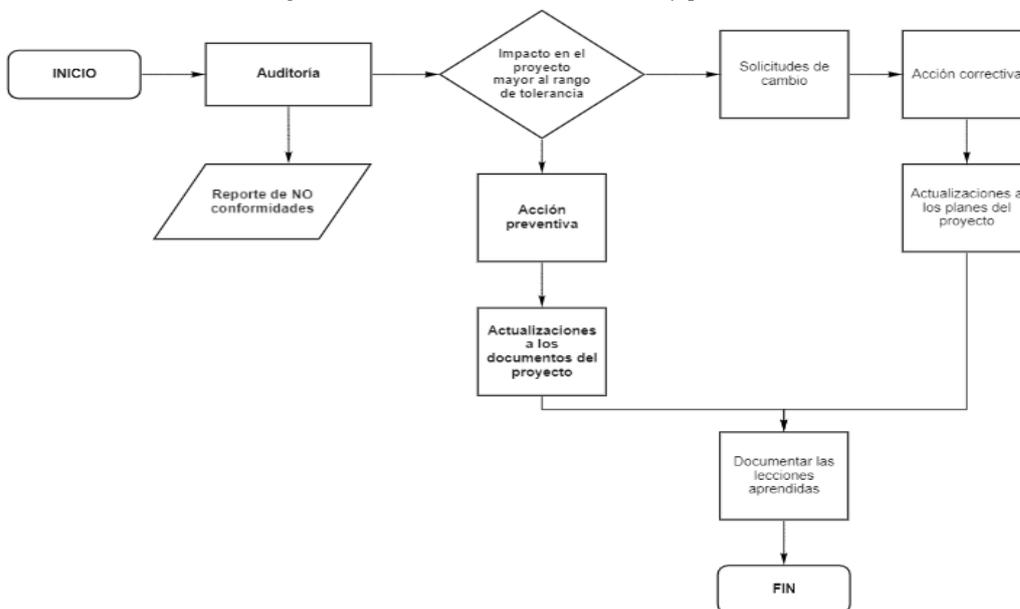 INICIO
Auditoría
Impacto en el
proyecto
mayor al rango
de tolerancia
Solicitudes de
cambio
Acción correctiva
Reporte de NO
conformidades
Acción
preventiva
Actualizaciones a
los planes del
proyecto
Actualizaciones
a los
documentos del
proyecto
Documentar las
lecciones
aprendidas
FIN